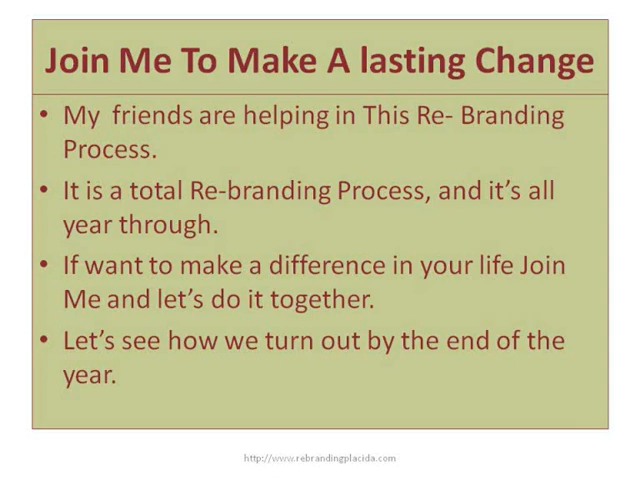 Join Me To Make A lasting Change
• My  friends are helping in This Re- Branding
Process.
• It is a total Re-branding Process, and it’s all
year through.
• If want to make a difference in your life Join
Me and let’s do it together.
• Let’s see how we turn out by the end of the
year.
http://www.rebrandingplacida.com